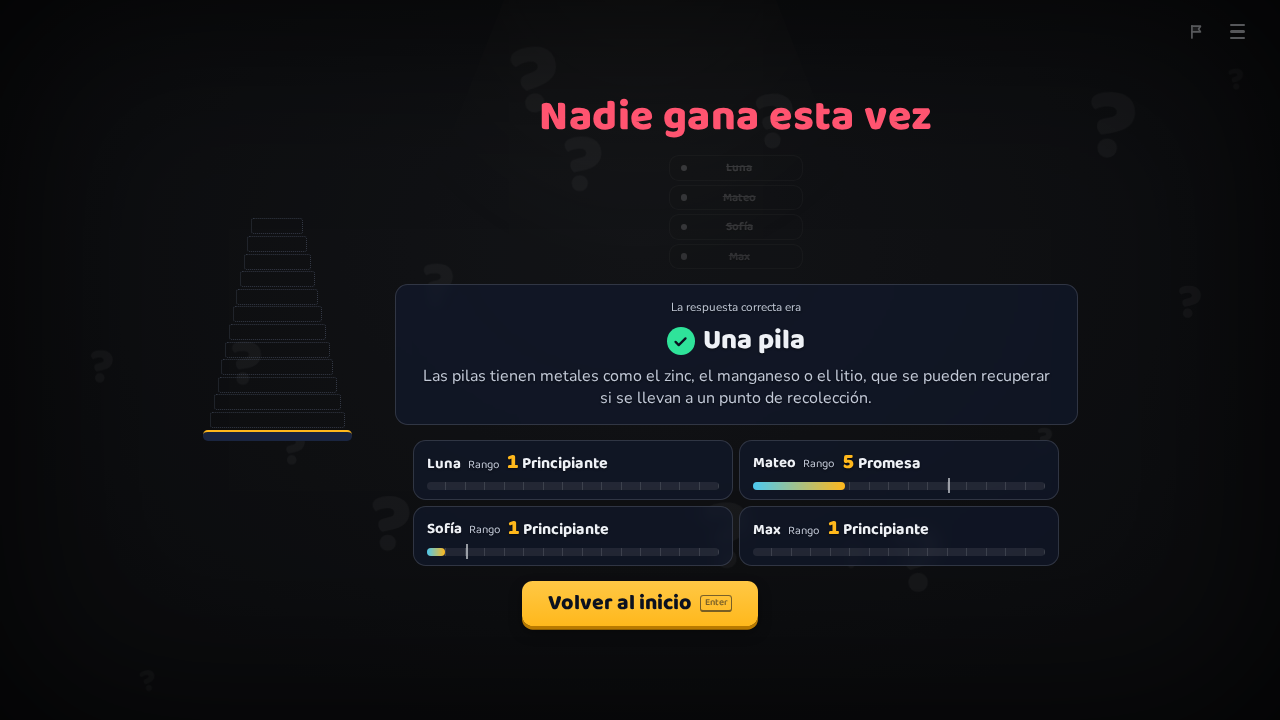 Nadie gana esta vez
Luna
Mateo
Sofía
Max
La respuesta correcta era
Una pila
Las pilas tienen metales como el zinc, el manganeso o el litio, que se pueden recuperar
si se llevan a un punto de recolección.
Luna Rango 1 Principiante
Mateo Rango 5 Promesa
Sofía Rango 1 Principiante
Max Rango 1 Principiante
Volver al inicio Enter